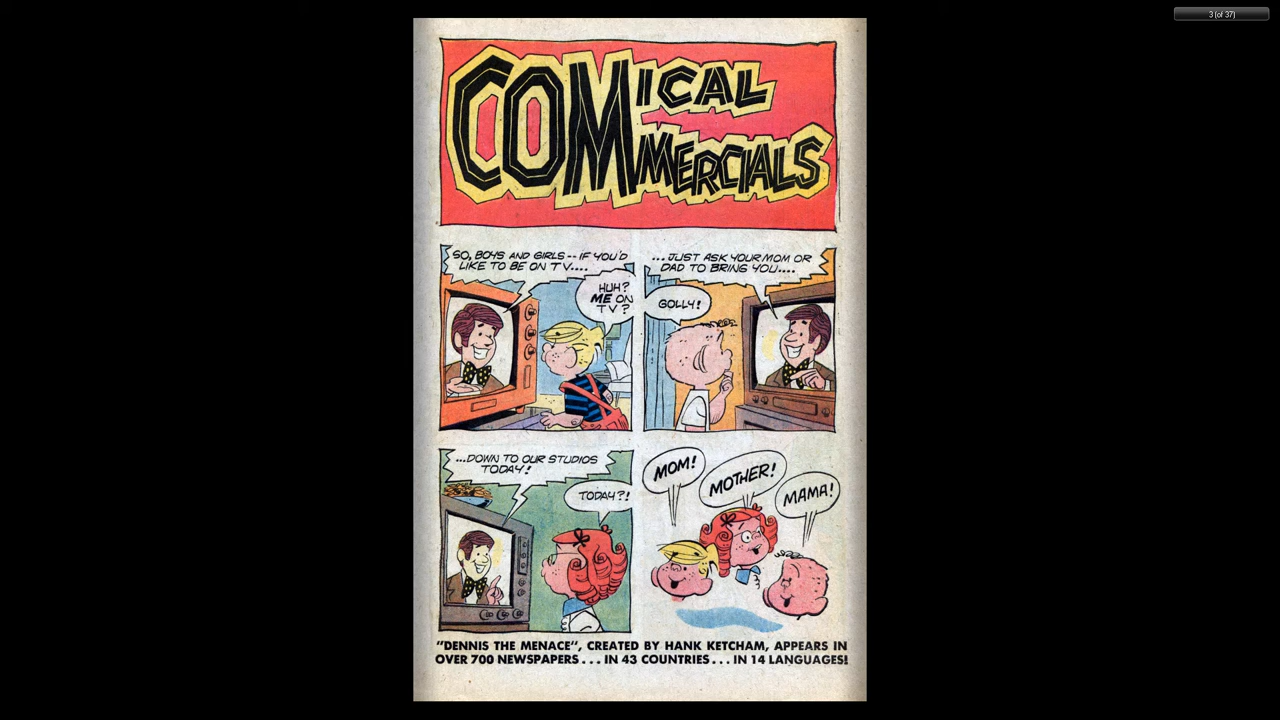 3 (of 37)
COMICAL
COMMERCIALS
SO, BOYS AND GIRLS -- IF YOU'D
LIKE TO BE ON TV....
HUH?
ME ON
TV?
...JUST ASK YOUR MOM OR
DAD TO BRING YOU....
GOLLY!
...DOWN TO OUR STUDIOS
TODAY!
TODAY?!
MOM!
MOTHER!
MAMA!
"DENNIS THE MENACE", CREATED BY HANK KETCHAM, APPEARS IN
OVER 700 NEWSPAPERS... IN 43 COUNTRIES... IN 14 LANGUAGES!